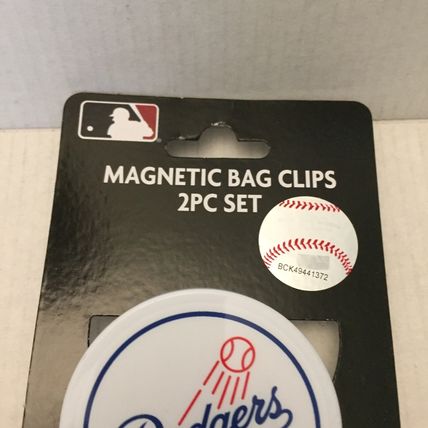 MAGNETIC BAG CLIPS
2PC SET
BCK49441372
Dodgers